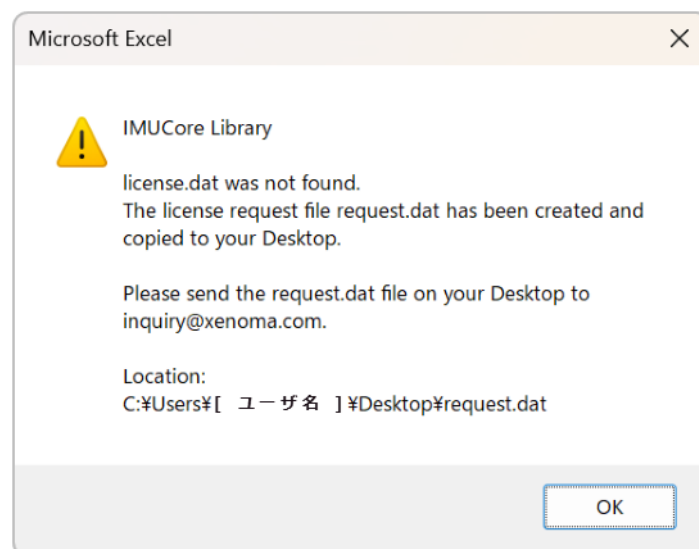 Microsoft Excel
IMUCore Library
license.dat was not found.
The license request file request.dat has been created and
copied to your Desktop.
Please send the request.dat file on your Desktop to
inquiry@xenoma.com.
Location:
C:¥Users¥[ ユーザ名 ]¥Desktop¥request.dat
OK